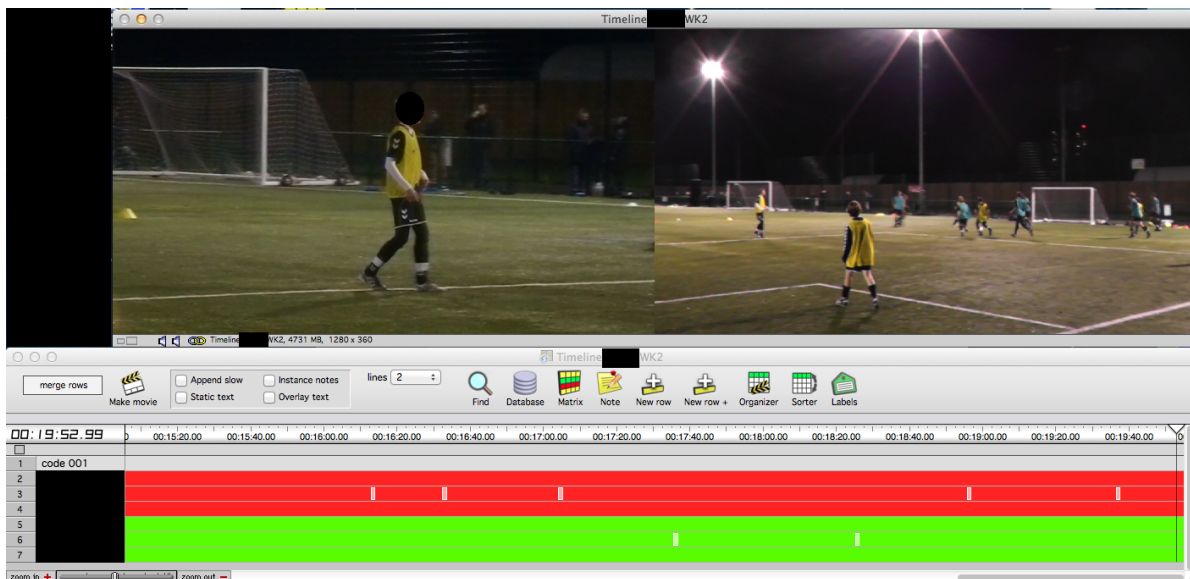 Timeline WK2
Timeline WK2, 4731 MB, 1280 x 360
Timeline WK2
merge rows
Make movie
Append slow
Instance notes
Static text
Overlay text
lines 2
Find
Database
Matrix
Note
New row
New row +
Organizer
Sorter
Labels
00:19:52.99
00:15:20.00 00:15:40.00 00:16:00.00 00:16:20.00 00:16:40.00 00:17:00.00 00:17:20.00 00:17:40.00 00:18:00.00 00:18:20.00 00:18:40.00 00:19:00.00 00:19:20.00 00:19:40.00
1 code 001
2
3
4
5
6
7
zoom in + zoom out −